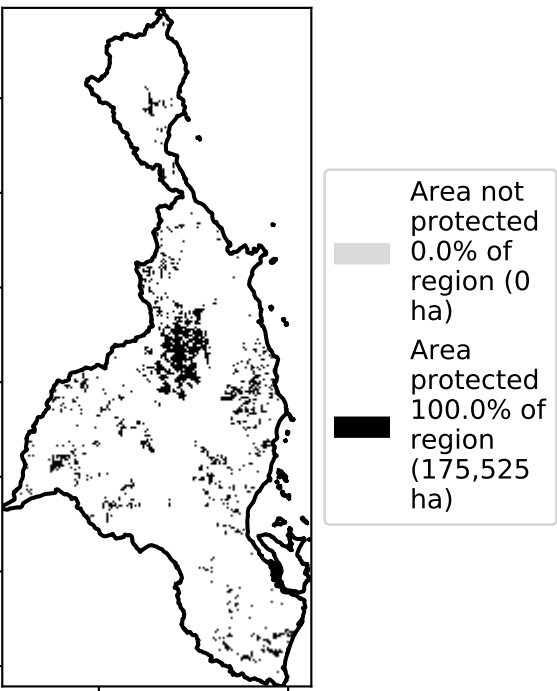 Area not
protected
0.0% of
region (0
ha)
Area
protected
100.0% of
region
(175,525
ha)